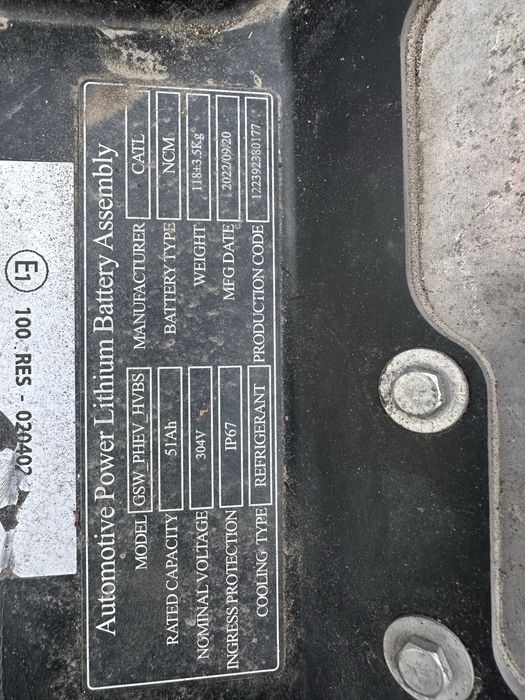 Automotive Power Lithium Battery Assembly
MODEL GSW_PHEV_HVBS MANUFACTURER CATL
RATED CAPACITY 51Ah BATTERY TYPE NCM
NOMINAL VOLTAGE 304V WEIGHT 118±3.5Kg
INGRESS PROTECTION IP67 MFG DATE 2022/09/20
COOLING TYPE REFRIGERANT PRODUCTION CODE 122392380177
E1 100 RES - 020402